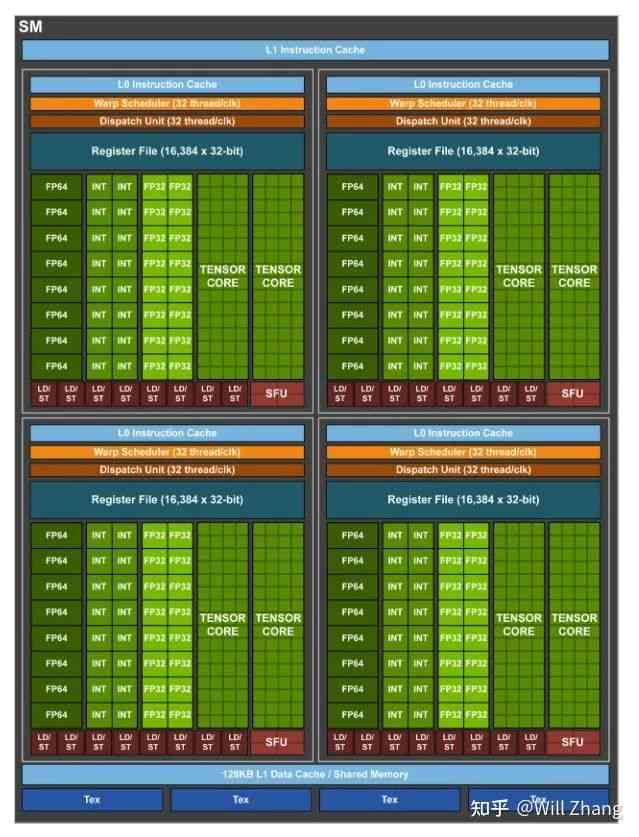 SM
L1 Instruction Cache
L0 Instruction Cache L0 Instruction Cache
Warp Scheduler (32 thread/clk) Warp Scheduler (32 thread/clk)
Dispatch Unit (32 thread/clk) Dispatch Unit (32 thread/clk)
Register File (16,384 x 32-bit) Register File (16,384 x 32-bit)
FP64 INT INT FP32 FP32 FP64 INT INT FP32 FP32
FP64 INT INT FP32 FP32 FP64 INT INT FP32 FP32
FP64 INT INT FP32 FP32 FP64 INT INT FP32 FP32
FP64 INT INT FP32 FP32 TENSOR TENSOR FP64 INT INT FP32 FP32 TENSOR TENSOR
FP64 INT INT FP32 FP32 CORE CORE FP64 INT INT FP32 FP32 CORE CORE
FP64 INT INT FP32 FP32 FP64 INT INT FP32 FP32
FP64 INT INT FP32 FP32 FP64 INT INT FP32 FP32
FP64 INT INT FP32 FP32 FP64 INT INT FP32 FP32
LD/ LD/ LD/ LD/ LD/ LD/ LD/ LD/ SFU LD/ LD/ LD/ LD/ LD/ LD/ LD/ LD/ SFU
ST ST ST ST ST ST ST ST ST ST ST ST ST ST ST ST
L0 Instruction Cache L0 Instruction Cache
Warp Scheduler (32 thread/clk) Warp Scheduler (32 thread/clk)
Dispatch Unit (32 thread/clk) Dispatch Unit (32 thread/clk)
Register File (16,384 x 32-bit) Register File (16,384 x 32-bit)
FP64 INT INT FP32 FP32 FP64 INT INT FP32 FP32
FP64 INT INT FP32 FP32 FP64 INT INT FP32 FP32
FP64 INT INT FP32 FP32 FP64 INT INT FP32 FP32
FP64 INT INT FP32 FP32 TENSOR TENSOR FP64 INT INT FP32 FP32 TENSOR TENSOR
FP64 INT INT FP32 FP32 CORE CORE FP64 INT INT FP32 FP32 CORE CORE
FP64 INT INT FP32 FP32 FP64 INT INT FP32 FP32
FP64 INT INT FP32 FP32 FP64 INT INT FP32 FP32
FP64 INT INT FP32 FP32 FP64 INT INT FP32 FP32
LD/ LD/ LD/ LD/ LD/ LD/ LD/ LD/ SFU LD/ LD/ LD/ LD/ LD/ LD/ LD/ LD/ SFU
ST ST ST ST ST ST ST ST ST ST ST ST ST ST ST ST
128KB L1 Data Cache / Shared Memory
Tex Tex Tex Tex
知乎 @Will Zhang